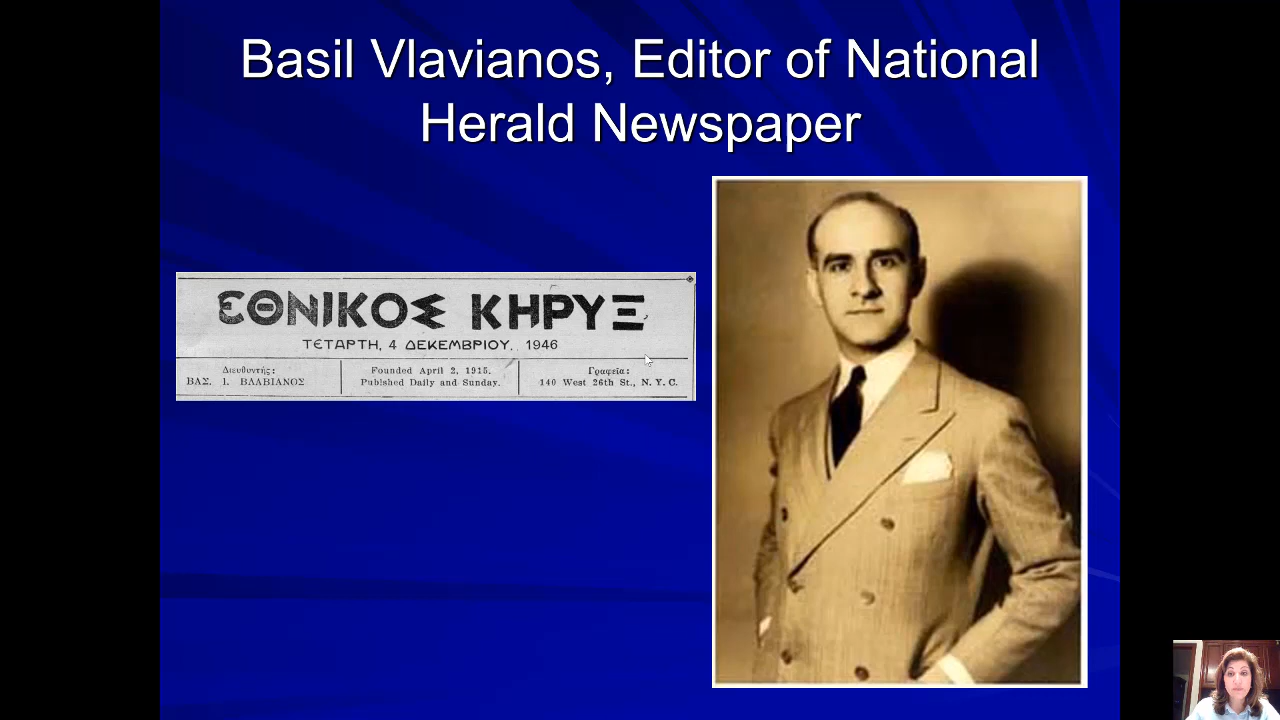 Basil Vlavianos, Editor of National
Herald Newspaper
ΕΘΝΙΚΟΣ ΚΗΡΥΞ
ΤΕΤΑΡΤΗ, 4 ΔΕΚΕΜΒΡΙΟΥ, 1946
Διευθυντής:
ΒΑΣ. Ι. ΒΛΑΒΙΑΝΟΣ
Founded April 2, 1915.
Published Daily and Sunday.
Γραφεία:
140 West 26th St., N. Y. C.